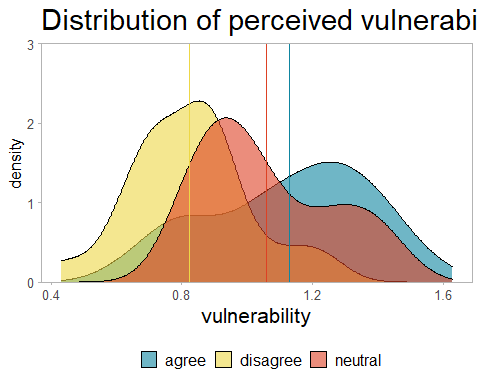 Distribution of perceived vulnerabi
3
2
1
0
density
0.4 0.8 1.2 1.6
vulnerability
agree disagree neutral